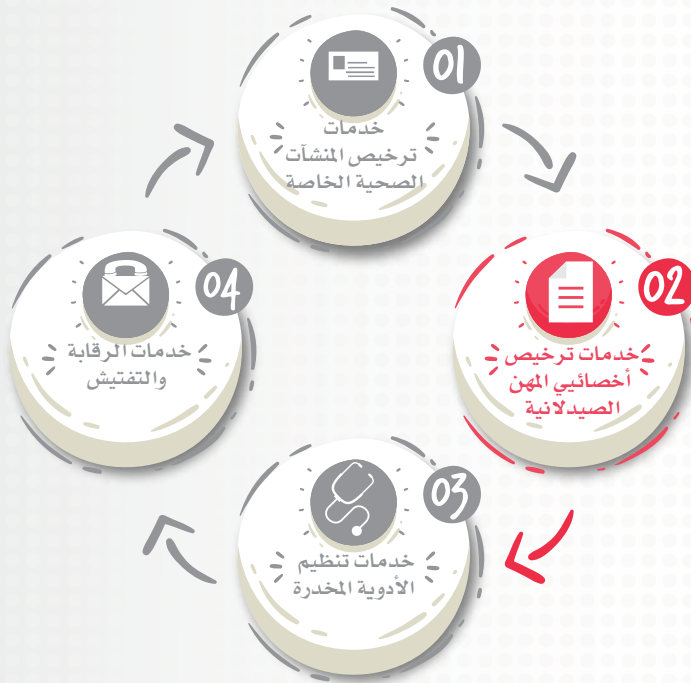 01
خدمات
ترخيص المنشآت
الصحية الخاصة
02
خدمات ترخيص
أخصائيي المهن
الصيدلانية
03
خدمات تنظيم
الأدوية المخدرة
04
خدمات الرقابة
والتفتيش